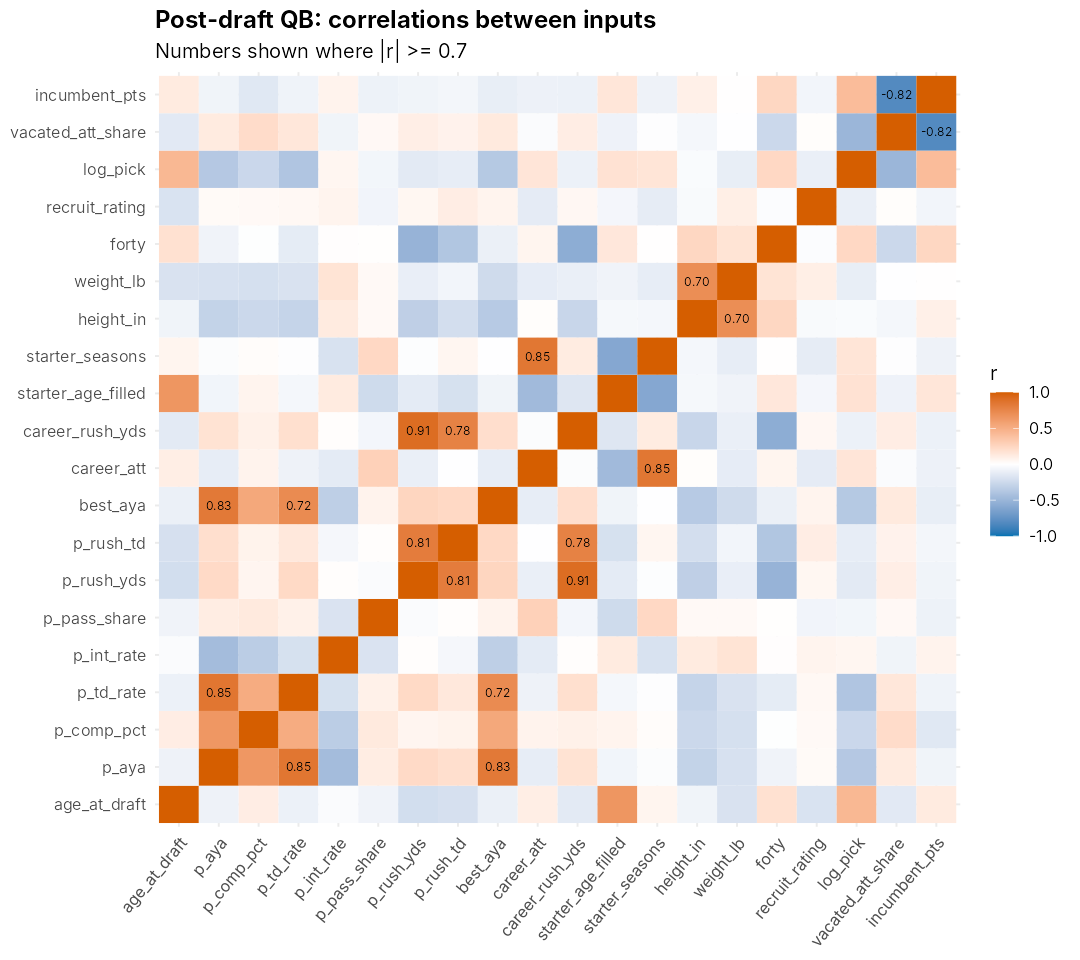 Post-draft QB: correlations between inputs
Numbers shown where |r| >= 0.7
incumbent_pts -0.82
vacated_att_share -0.82
log_pick
recruit_rating
forty
weight_lb 0.70
height_in 0.70
starter_seasons 0.85
starter_age_filled
career_rush_yds 0.91 0.78
career_att 0.85
best_aya 0.83 0.72
p_rush_td 0.81 0.78
p_rush_yds 0.81 0.91
p_pass_share
p_int_rate
p_td_rate 0.85 0.72
p_comp_pct
p_aya 0.85 0.83
age_at_draft
age_at_draft
p_aya
p_comp_pct
p_td_rate
p_int_rate
p_pass_share
p_rush_yds
p_rush_td
best_aya
career_att
career_rush_yds
starter_age_filled
starter_seasons
height_in
weight_lb
forty
recruit_rating
log_pick
vacated_att_share
incumbent_pts
r
1.0
0.5
0.0
-0.5
-1.0